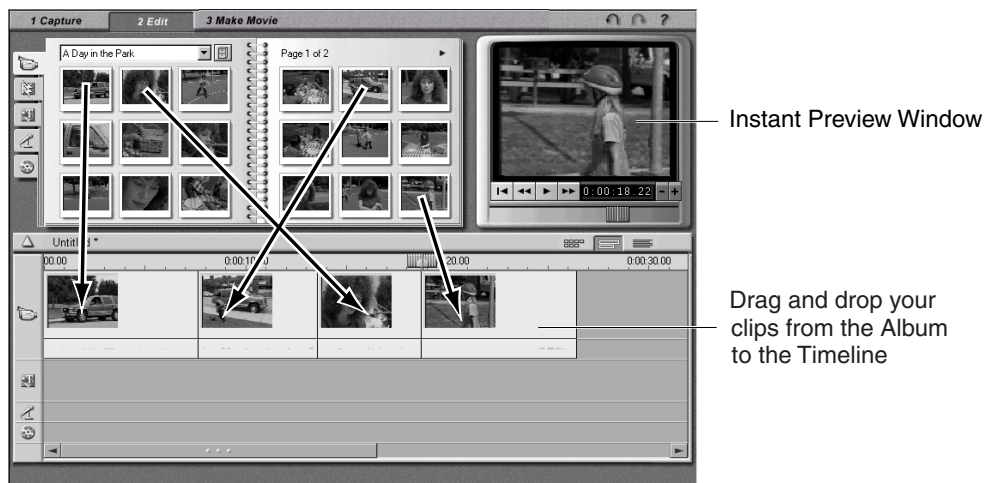 1 Capture
2 Edit
3 Make Movie
?
A Day in the Park
Page 1 of 2
0:00:18.22
Instant Preview Window
Untitled *
00.00
0:00:10.00
20.00
0:00:30.00
Drag and drop your
clips from the Album
to the Timeline